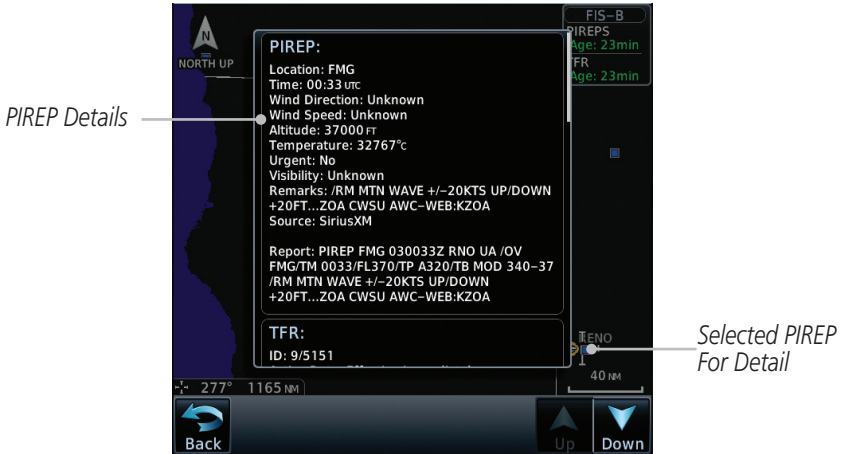 FIS-B
PIREPS
Age: 23min
TFR
Age: 23min
N
NORTH UP
PIREP:
Location: FMG
Time: 00:33 UTC
Wind Direction: Unknown
Wind Speed: Unknown
Altitude: 37000 FT
Temperature: 32767°C
Urgent: No
Visibility: Unknown
Remarks: /RM MTN WAVE +/-20KTS UP/DOWN
+20FT...ZOA CWSU AWC-WEB:KZOA
Source: SiriusXM
Report: PIREP FMG 030033Z RNO UA /OV
FMG/TM 0033/FL370/TP A320/TB MOD 340-37
/RM MTN WAVE +/-20KTS UP/DOWN
+20FT...ZOA CWSU AWC-WEB:KZOA
TFR:
ID: 9/5151
PIREP Details
RENO
Selected PIREP
For Detail
40 NM
277° 1165 NM
Back
Up
Down